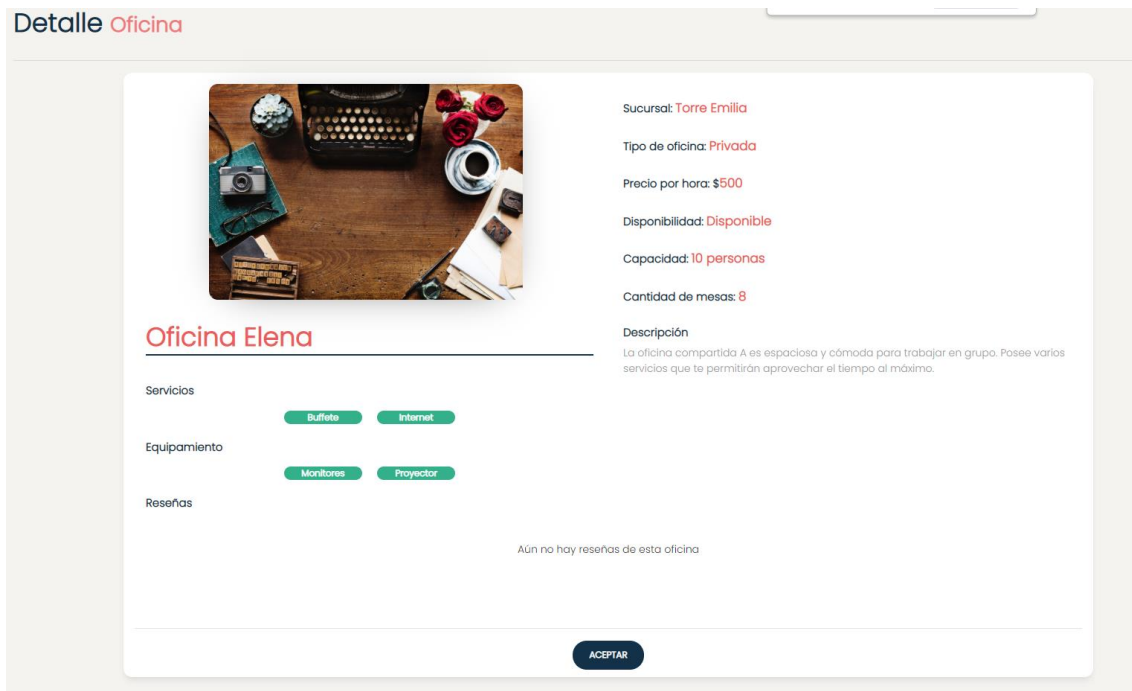 Detalle Oficina
Sucursal: Torre Emilia
Tipo de oficina: Privada
Precio por hora: $500
Disponibilidad: Disponible
Capacidad: 10 personas
Cantidad de mesas: 8
Descripción
La oficina compartida A es espaciosa y cómoda para trabajar en grupo. Posee varios
servicios que te permitirán aprovechar el tiempo al máximo.
Oficina Elena
Servicios
Buffete Internet
Equipamiento
Monitores Proyector
Reseñas
Aún no hay reseñas de esta oficina
ACEPTAR